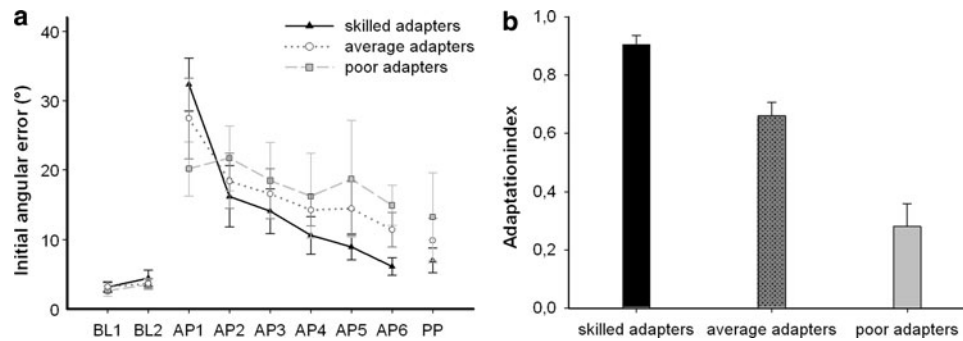 a
40
30
20
10
0
Initial angular error (°)
skilled adapters
average adapters
poor adapters
BL1 BL2 AP1 AP2 AP3 AP4 AP5 AP6 PP
b
1,0
0,8
0,6
0,4
0,2
0,0
Adaptationindex
skilled adapters average adapters poor adapters